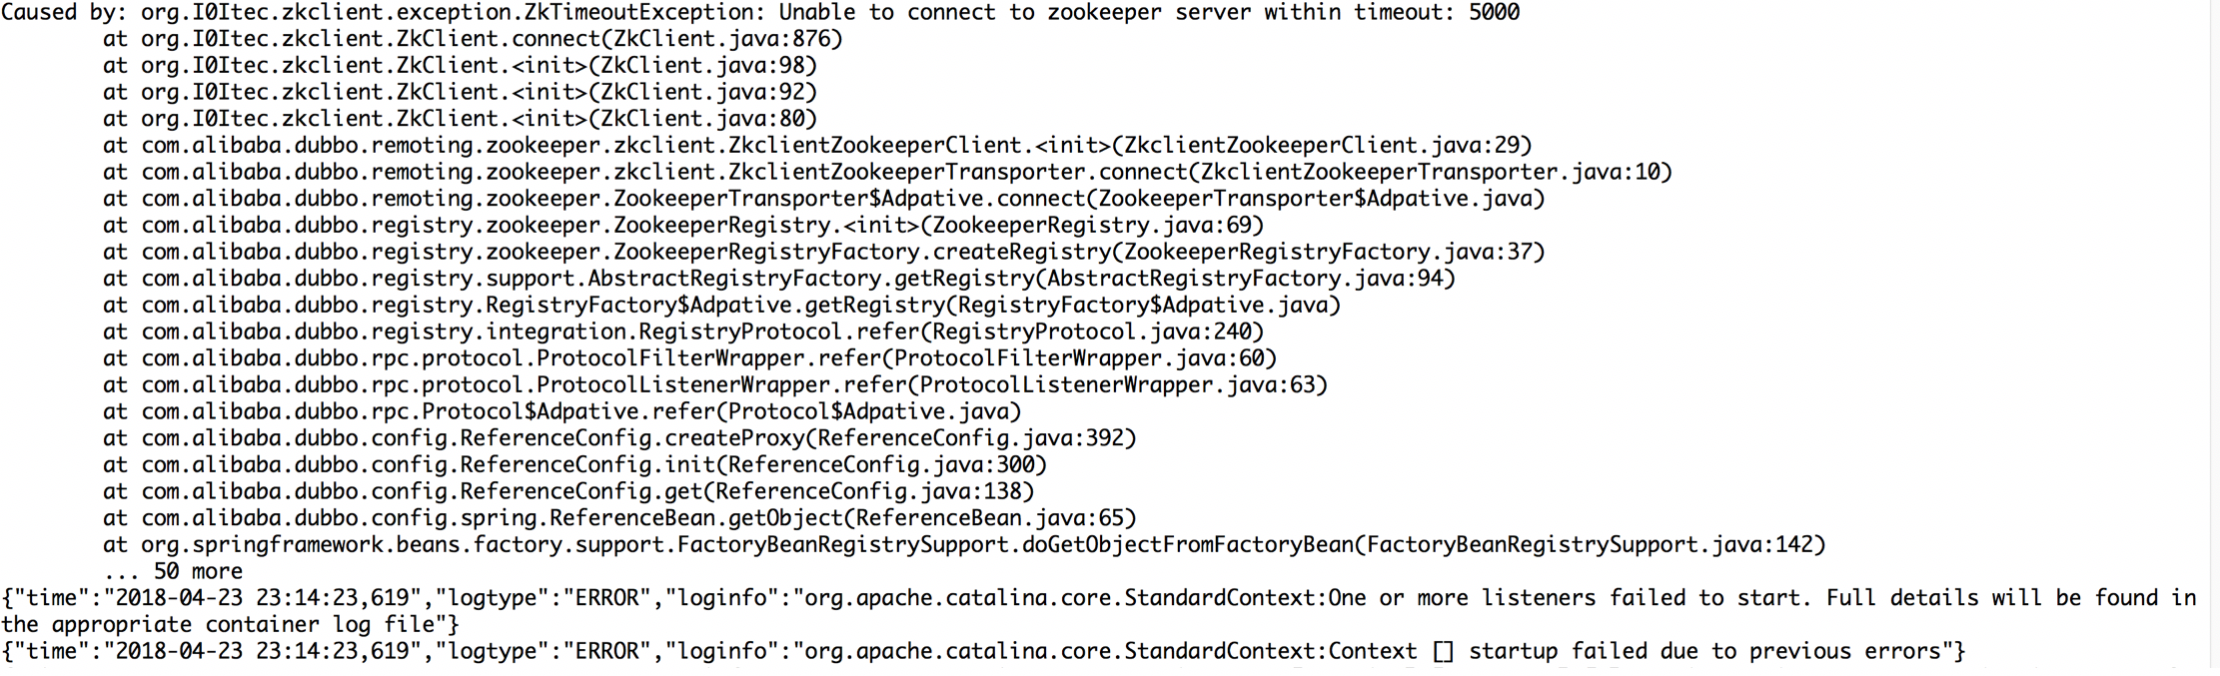 Caused by: org.I0Itec.zkclient.exception.ZkTimeoutException: Unable to connect to zookeeper server within timeout: 5000
at org.I0Itec.zkclient.ZkClient.connect(ZkClient.java:876)
at org.I0Itec.zkclient.ZkClient.<init>(ZkClient.java:98)
at org.I0Itec.zkclient.ZkClient.<init>(ZkClient.java:92)
at org.I0Itec.zkclient.ZkClient.<init>(ZkClient.java:80)
at com.alibaba.dubbo.remoting.zookeeper.zkclient.ZkclientZookeeperClient.<init>(ZkclientZookeeperClient.java:29)
at com.alibaba.dubbo.remoting.zookeeper.zkclient.ZkclientZookeeperTransporter.connect(ZkclientZookeeperTransporter.java:10)
at com.alibaba.dubbo.remoting.zookeeper.ZookeeperTransporter$Adpative.connect(ZookeeperTransporter$Adpative.java)
at com.alibaba.dubbo.registry.zookeeper.ZookeeperRegistry.<init>(ZookeeperRegistry.java:69)
at com.alibaba.dubbo.registry.zookeeper.ZookeeperRegistryFactory.createRegistry(ZookeeperRegistryFactory.java:37)
at com.alibaba.dubbo.registry.support.AbstractRegistryFactory.getRegistry(AbstractRegistryFactory.java:94)
at com.alibaba.dubbo.registry.RegistryFactory$Adpative.getRegistry(RegistryFactory$Adpative.java)
at com.alibaba.dubbo.registry.integration.RegistryProtocol.refer(RegistryProtocol.java:240)
at com.alibaba.dubbo.rpc.protocol.ProtocolFilterWrapper.refer(ProtocolFilterWrapper.java:60)
at com.alibaba.dubbo.rpc.protocol.ProtocolListenerWrapper.refer(ProtocolListenerWrapper.java:63)
at com.alibaba.dubbo.rpc.Protocol$Adpative.refer(Protocol$Adpative.java)
at com.alibaba.dubbo.config.ReferenceConfig.createProxy(ReferenceConfig.java:392)
at com.alibaba.dubbo.config.ReferenceConfig.init(ReferenceConfig.java:300)
at com.alibaba.dubbo.config.ReferenceConfig.get(ReferenceConfig.java:138)
at com.alibaba.dubbo.config.spring.ReferenceBean.getObject(ReferenceBean.java:65)
at org.springframework.beans.factory.support.FactoryBeanRegistrySupport.doGetObjectFromFactoryBean(FactoryBeanRegistrySupport.java:142)
... 50 more
{"time":"2018-04-23 23:14:23,619","logtype":"ERROR","loginfo":"org.apache.catalina.core.StandardContext:One or more listeners failed to start. Full details will be found in
the appropriate container log file"}
{"time":"2018-04-23 23:14:23,619","logtype":"ERROR","loginfo":"org.apache.catalina.core.StandardContext:Context [] startup failed due to previous errors"}